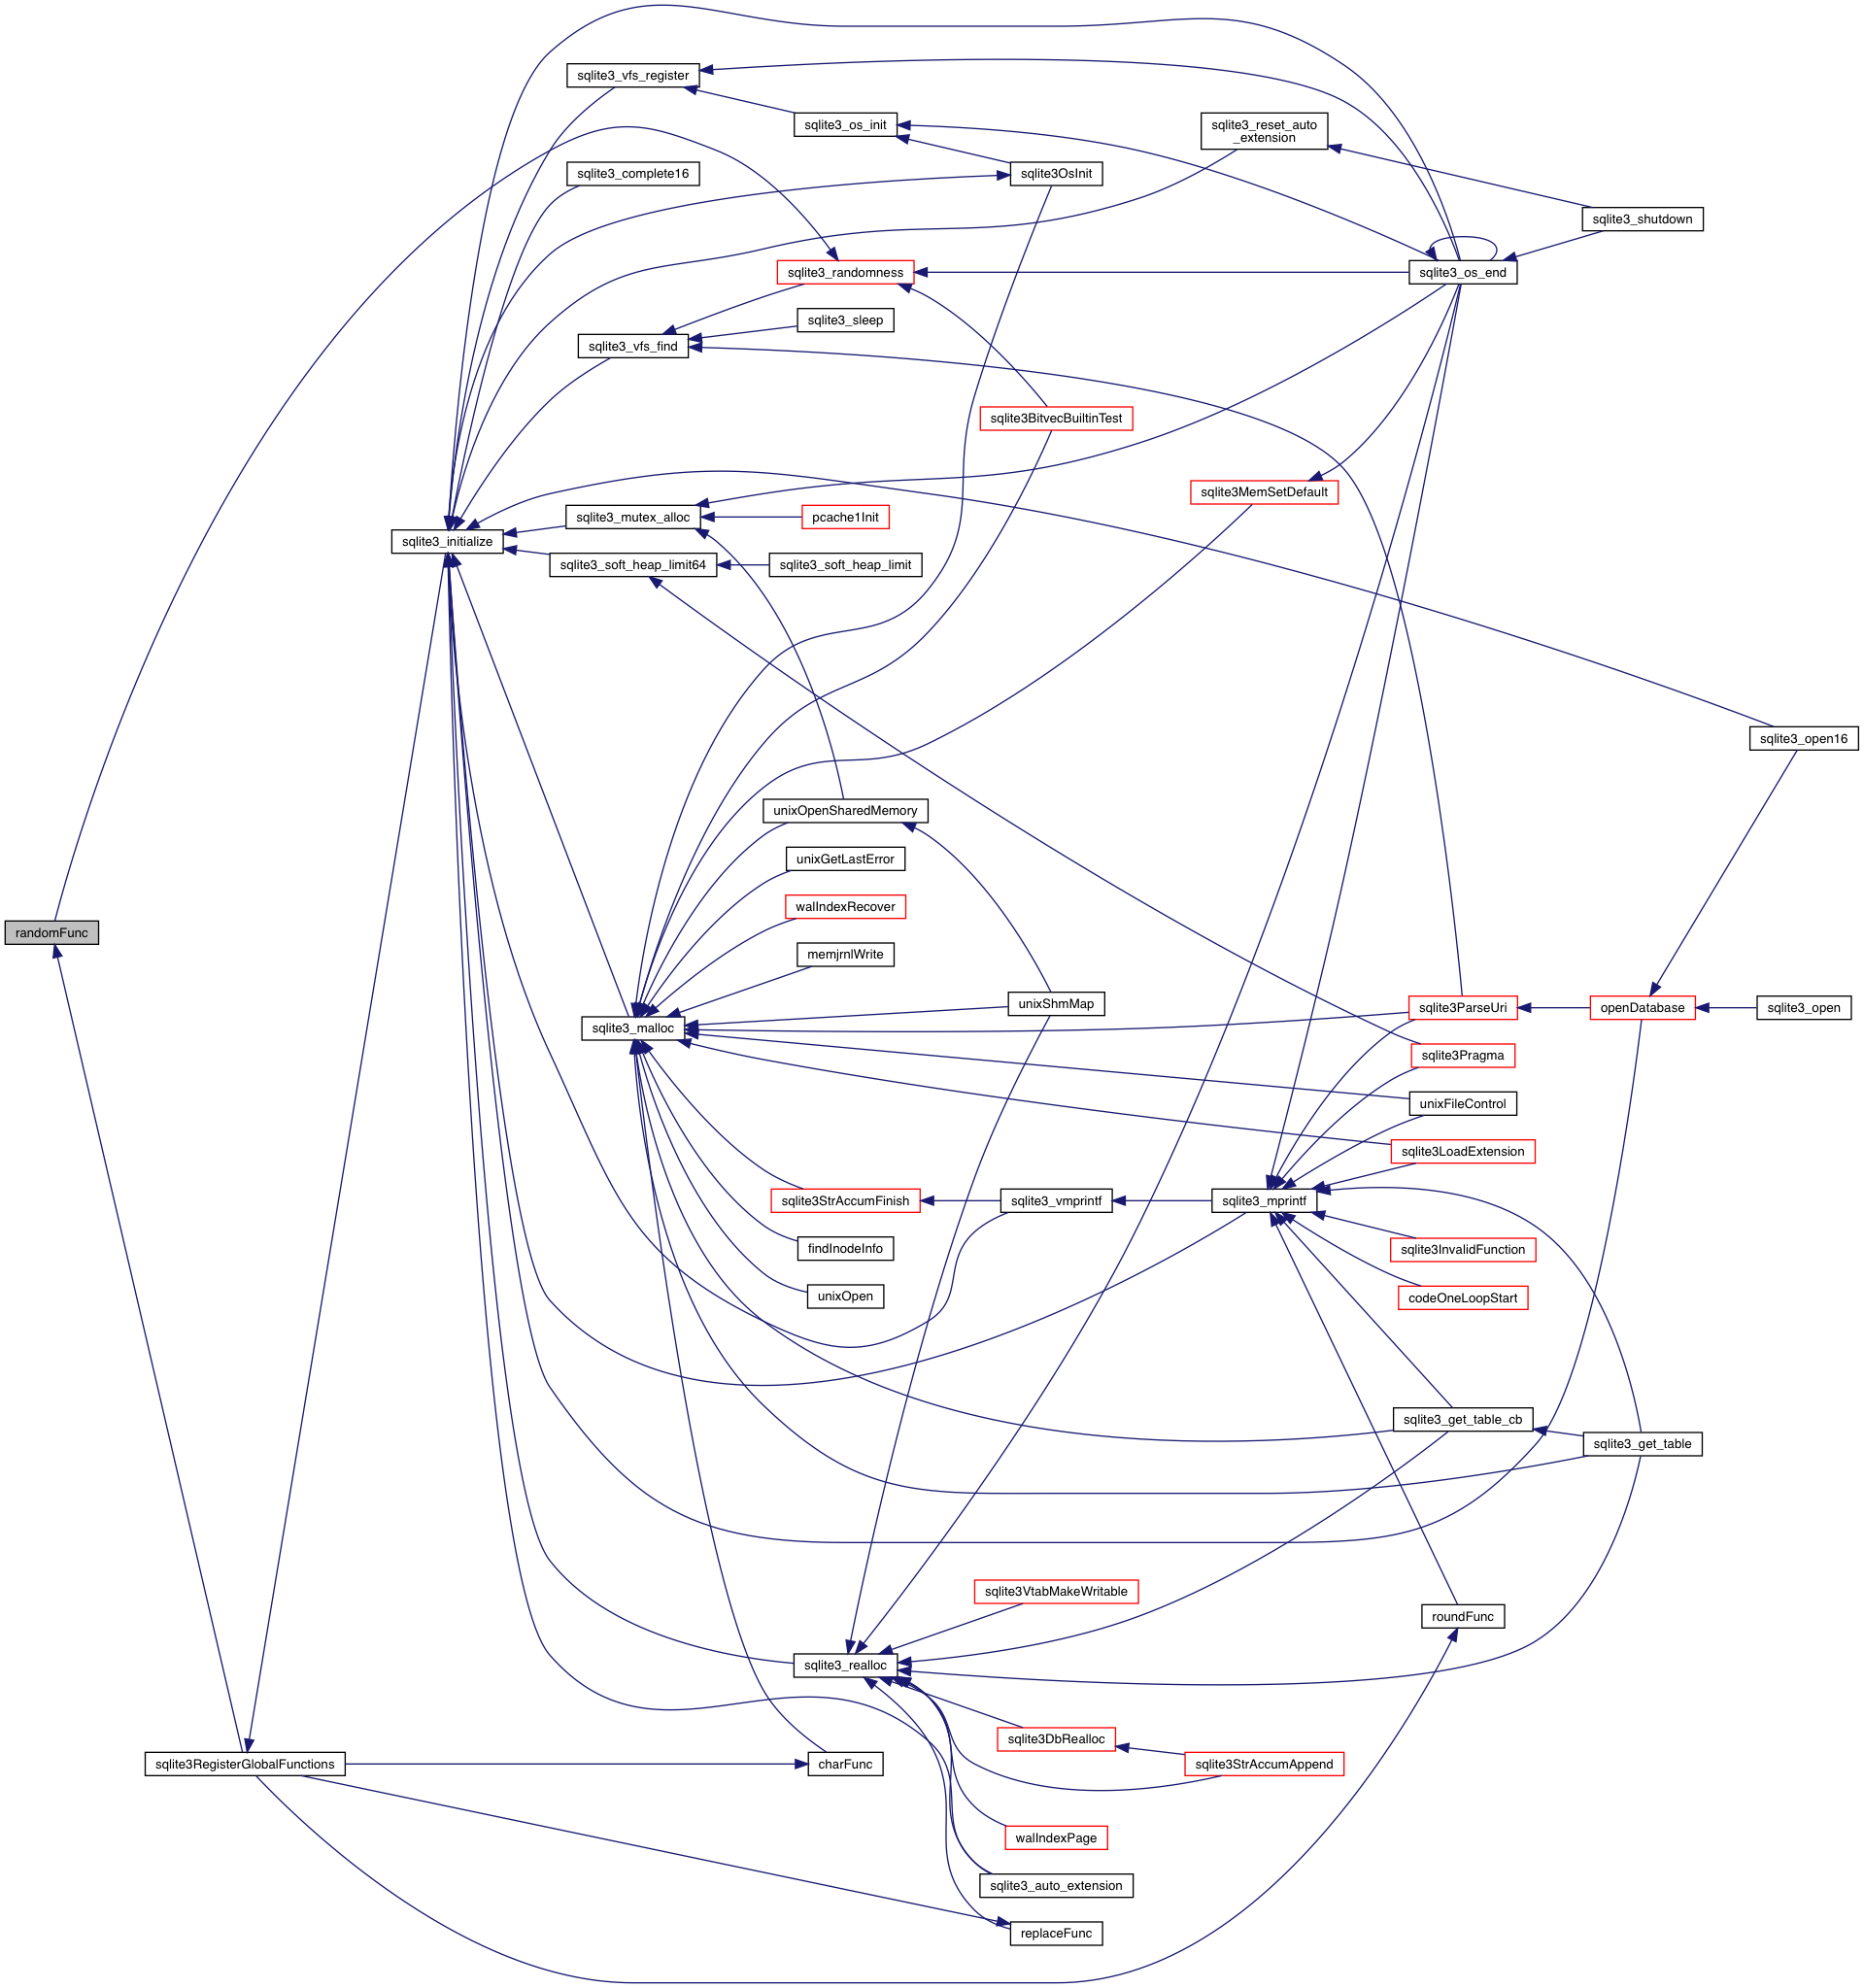 sqlite3_vfs_register
sqlite3_os_init
sqlite3_reset_auto
_extension
sqlite3_complete16
sqlite3OsInit
sqlite3_shutdown
sqlite3_randomness
sqlite3_os_end
sqlite3_sleep
sqlite3_vfs_find
sqlite3BitvecBuiltinTest
sqlite3MemSetDefault
sqlite3_mutex_alloc
pcache1Init
sqlite3_initialize
sqlite3_soft_heap_limit64
sqlite3_soft_heap_limit
sqlite3_open16
unixOpenSharedMemory
unixGetLastError
walIndexRecover
randomFunc
memjrnlWrite
unixShmMap
sqlite3ParseUri
openDatabase
sqlite3_open
sqlite3_malloc
sqlite3Pragma
unixFileControl
sqlite3LoadExtension
sqlite3StrAccumFinish
sqlite3_vmprintf
sqlite3_mprintf
findInodeInfo
sqlite3InvalidFunction
unixOpen
codeOneLoopStart
sqlite3_get_table_cb
sqlite3_get_table
sqlite3VtabMakeWritable
roundFunc
sqlite3_realloc
sqlite3DbRealloc
sqlite3RegisterGlobalFunctions
charFunc
sqlite3StrAccumAppend
walIndexPage
sqlite3_auto_extension
replaceFunc